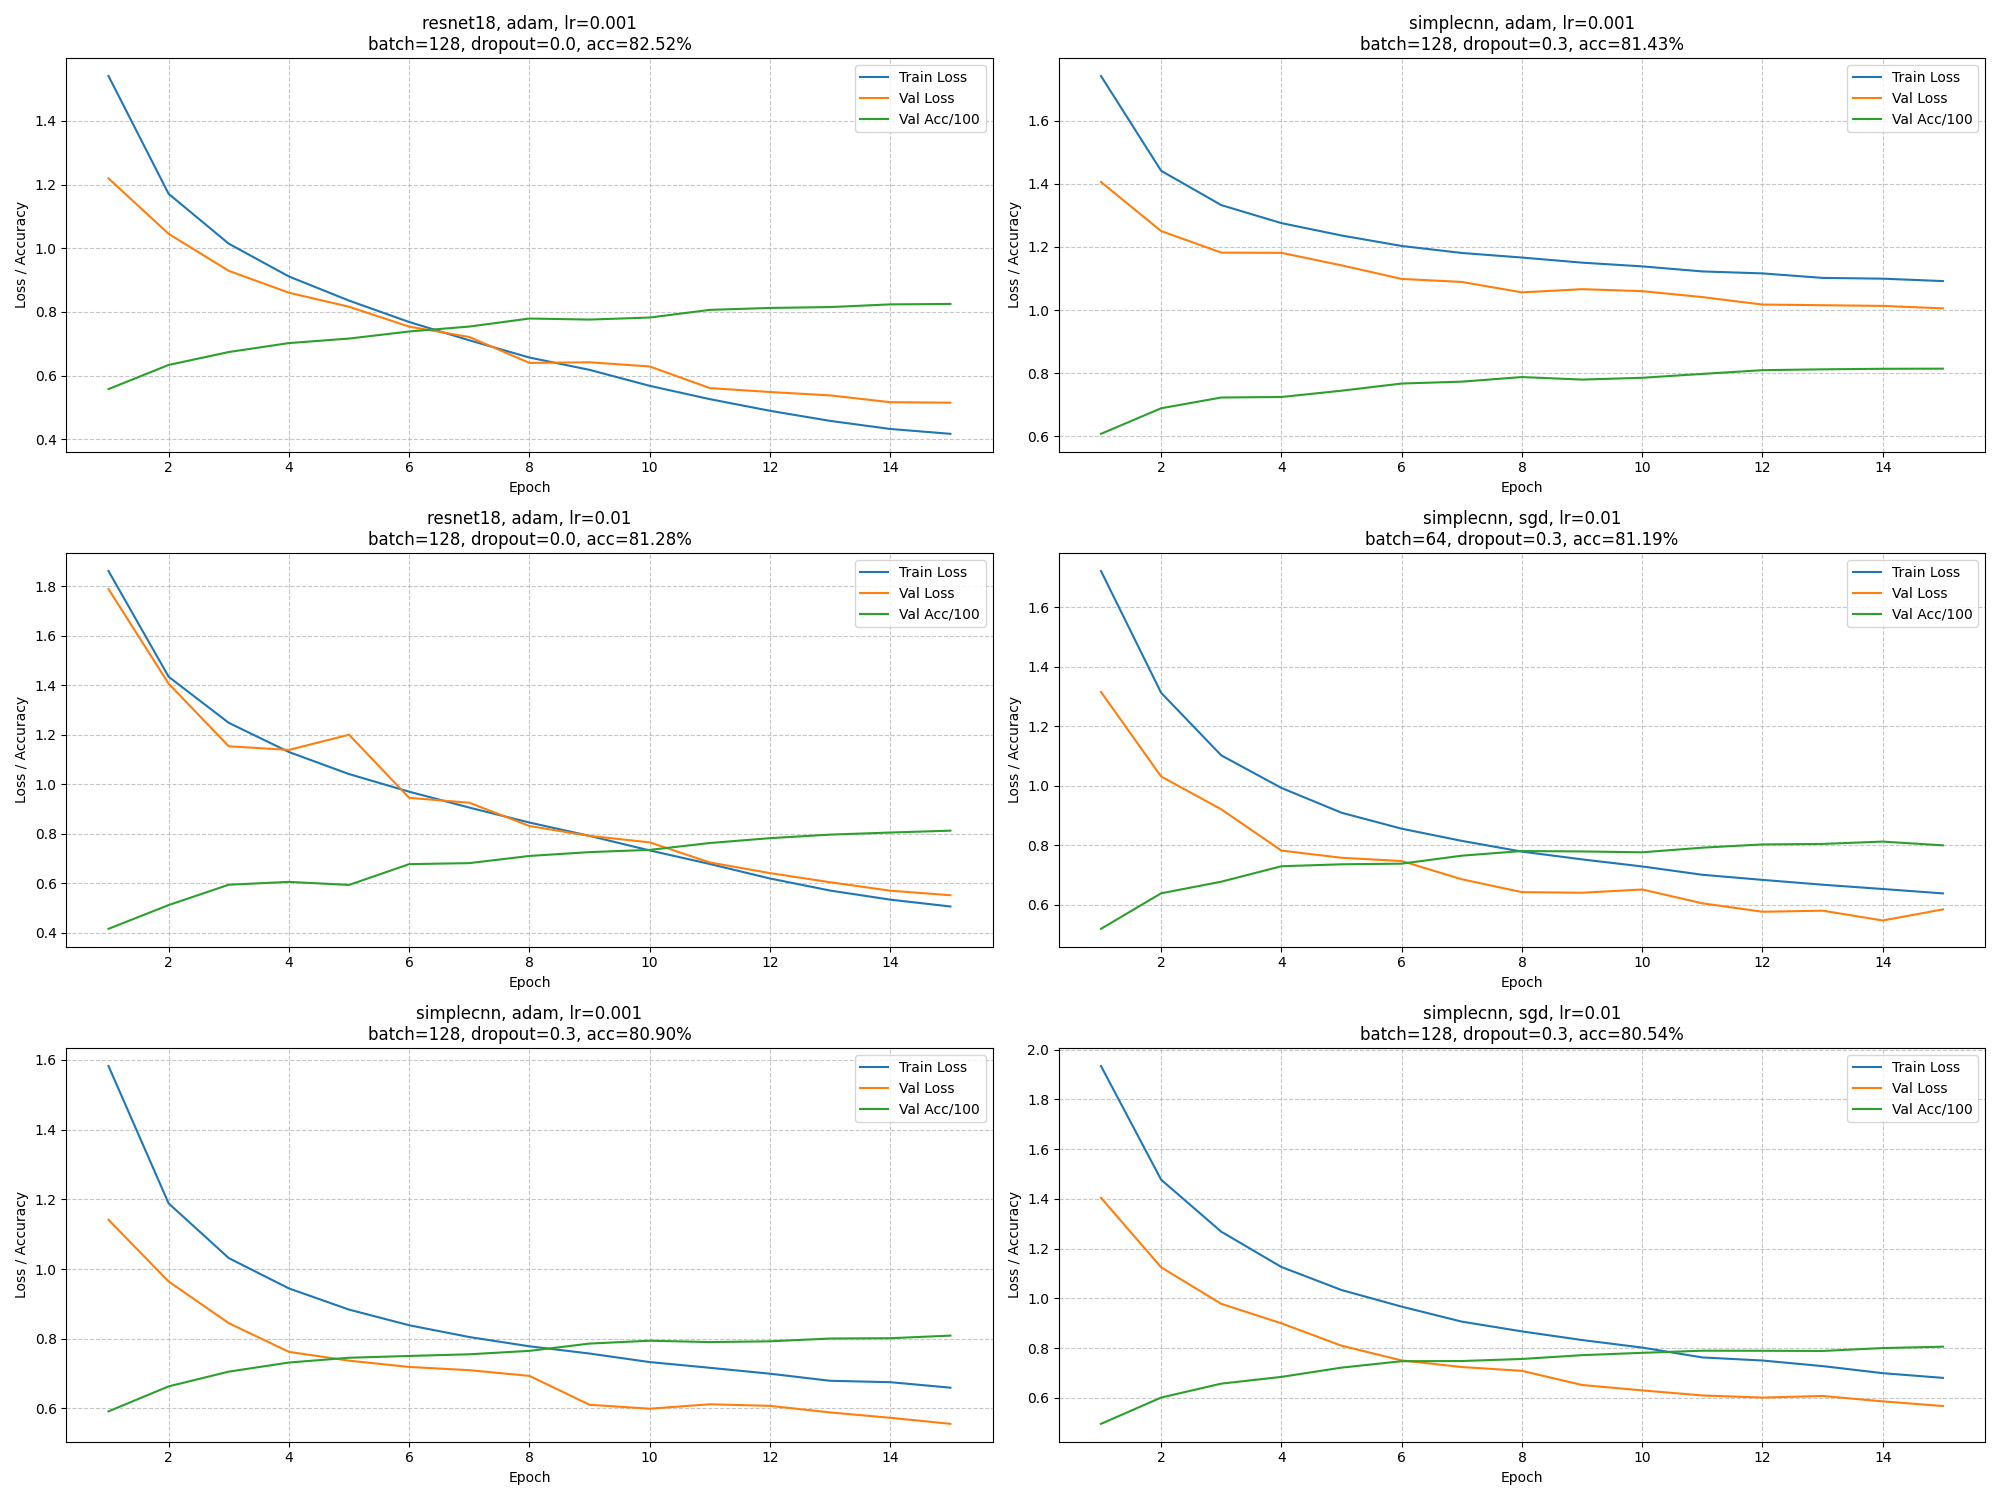 resnet18, adam, lr=0.001
batch=128, dropout=0.0, acc=82.52%
Train Loss
Val Loss
Val Acc/100
1.4
1.2
1.0
0.8
0.6
0.4
Loss / Accuracy
2 4 6 8 10 12 14
Epoch
simplecnn, adam, lr=0.001
batch=128, dropout=0.3, acc=81.43%
Train Loss
Val Loss
Val Acc/100
1.6
1.4
1.2
1.0
0.8
0.6
Loss / Accuracy
2 4 6 8 10 12 14
Epoch
resnet18, adam, lr=0.01
batch=128, dropout=0.0, acc=81.28%
Train Loss
Val Loss
Val Acc/100
1.8
1.6
1.4
1.2
1.0
0.8
0.6
0.4
Loss / Accuracy
2 4 6 8 10 12 14
Epoch
simplecnn, sgd, lr=0.01
batch=64, dropout=0.3, acc=81.19%
Train Loss
Val Loss
Val Acc/100
1.6
1.4
1.2
1.0
0.8
0.6
Loss / Accuracy
2 4 6 8 10 12 14
Epoch
simplecnn, adam, lr=0.001
batch=128, dropout=0.3, acc=80.90%
Train Loss
Val Loss
Val Acc/100
1.6
1.4
1.2
1.0
0.8
0.6
Loss / Accuracy
2 4 6 8 10 12 14
Epoch
simplecnn, sgd, lr=0.01
batch=128, dropout=0.3, acc=80.54%
Train Loss
Val Loss
Val Acc/100
2.0
1.8
1.6
1.4
1.2
1.0
0.8
0.6
Loss / Accuracy
2 4 6 8 10 12 14
Epoch